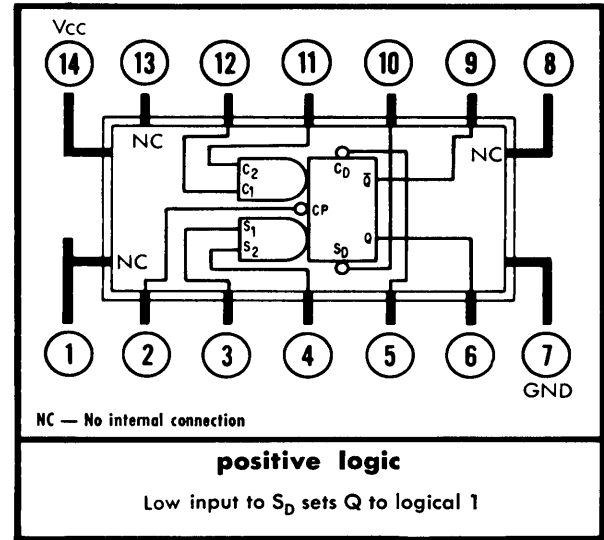 Vcc
14 13 12 11 10 9 8
NC
NC
C2
C1
CD
Q̅
CP
S1
S2
SD
Q
NC
1 2 3 4 5 6 7
GND
NC — No internal connection
positive logic
Low input to SD sets Q to logical 1